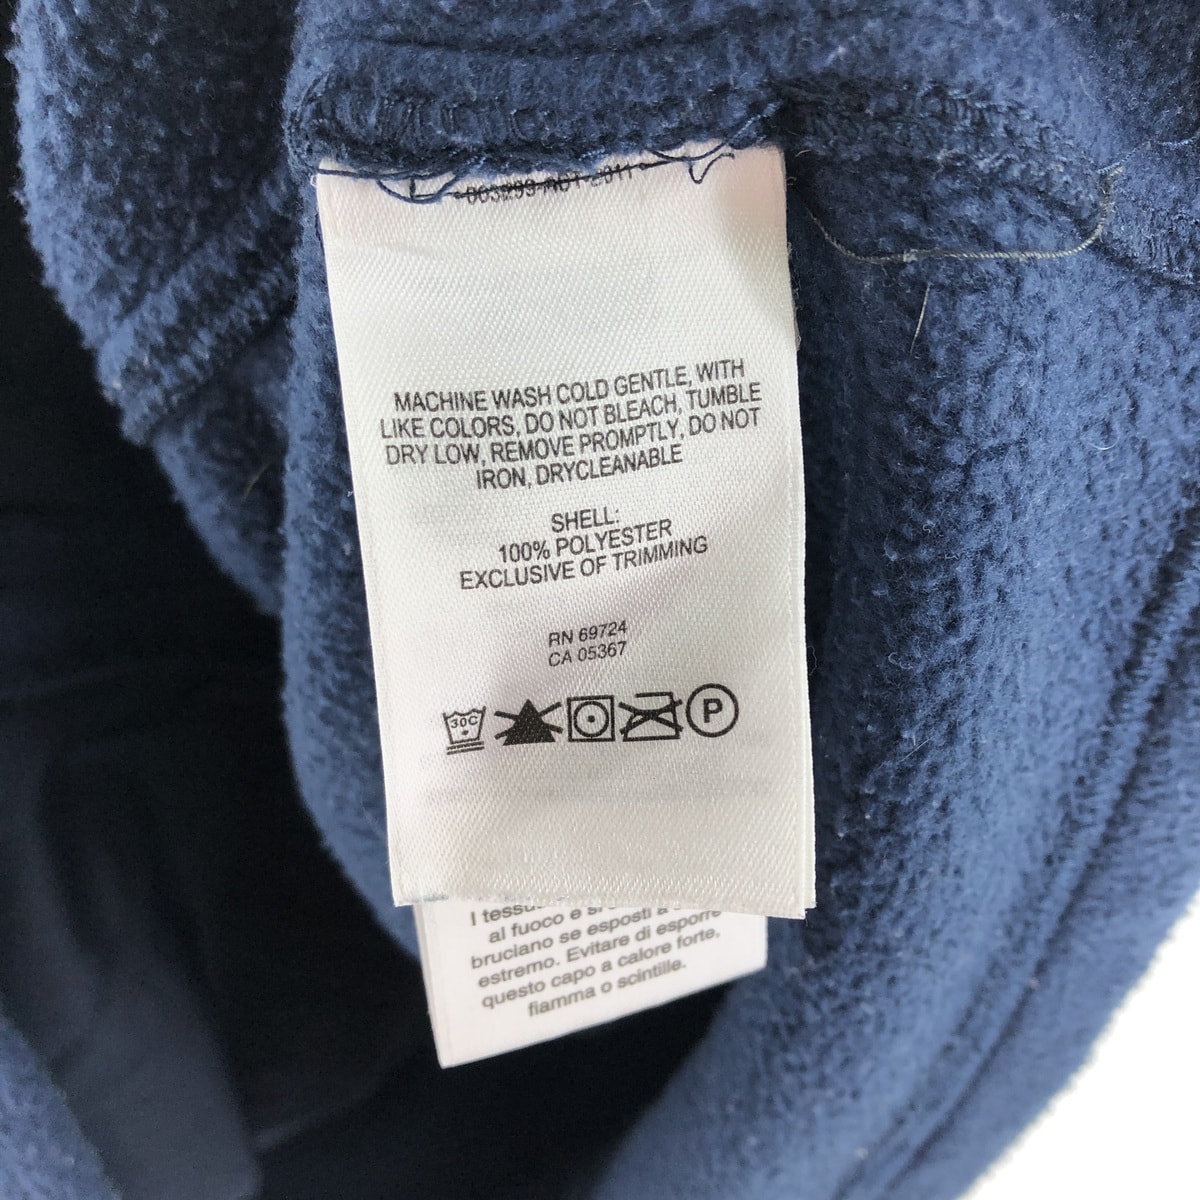 MACHINE WASH COLD GENTLE, WITH
LIKE COLORS, DO NOT BLEACH, TUMBLE
DRY LOW, REMOVE PROMPTLY, DO NOT
IRON, DRYCLEANABLE
SHELL:
100% POLYESTER
EXCLUSIVE OF TRIMMING
RN 69724
CA 05367
30C
P
I
al fuoco e
bruciano se esposti a
estremo. Evitare di esporre
questo capo a calore forte,
fiamma o scintille.